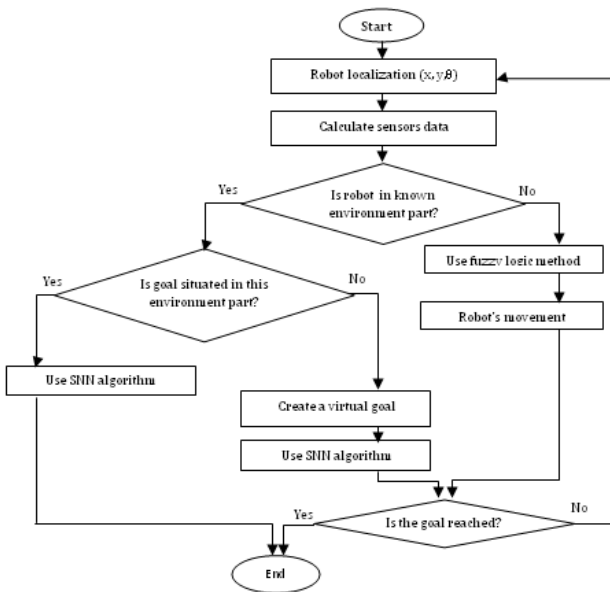 Start
Robot localization (x, y,θ)
Calculate sensors data
Yes
Is robot in known
environment part?
No
Yes
Is goal situated in this
environment part?
No
Use fuzzy logic method
Robot's movement
Use SNN algorithm
Create a virtual goal
Use SNN algorithm
Yes
Is the goal reached?
No
End